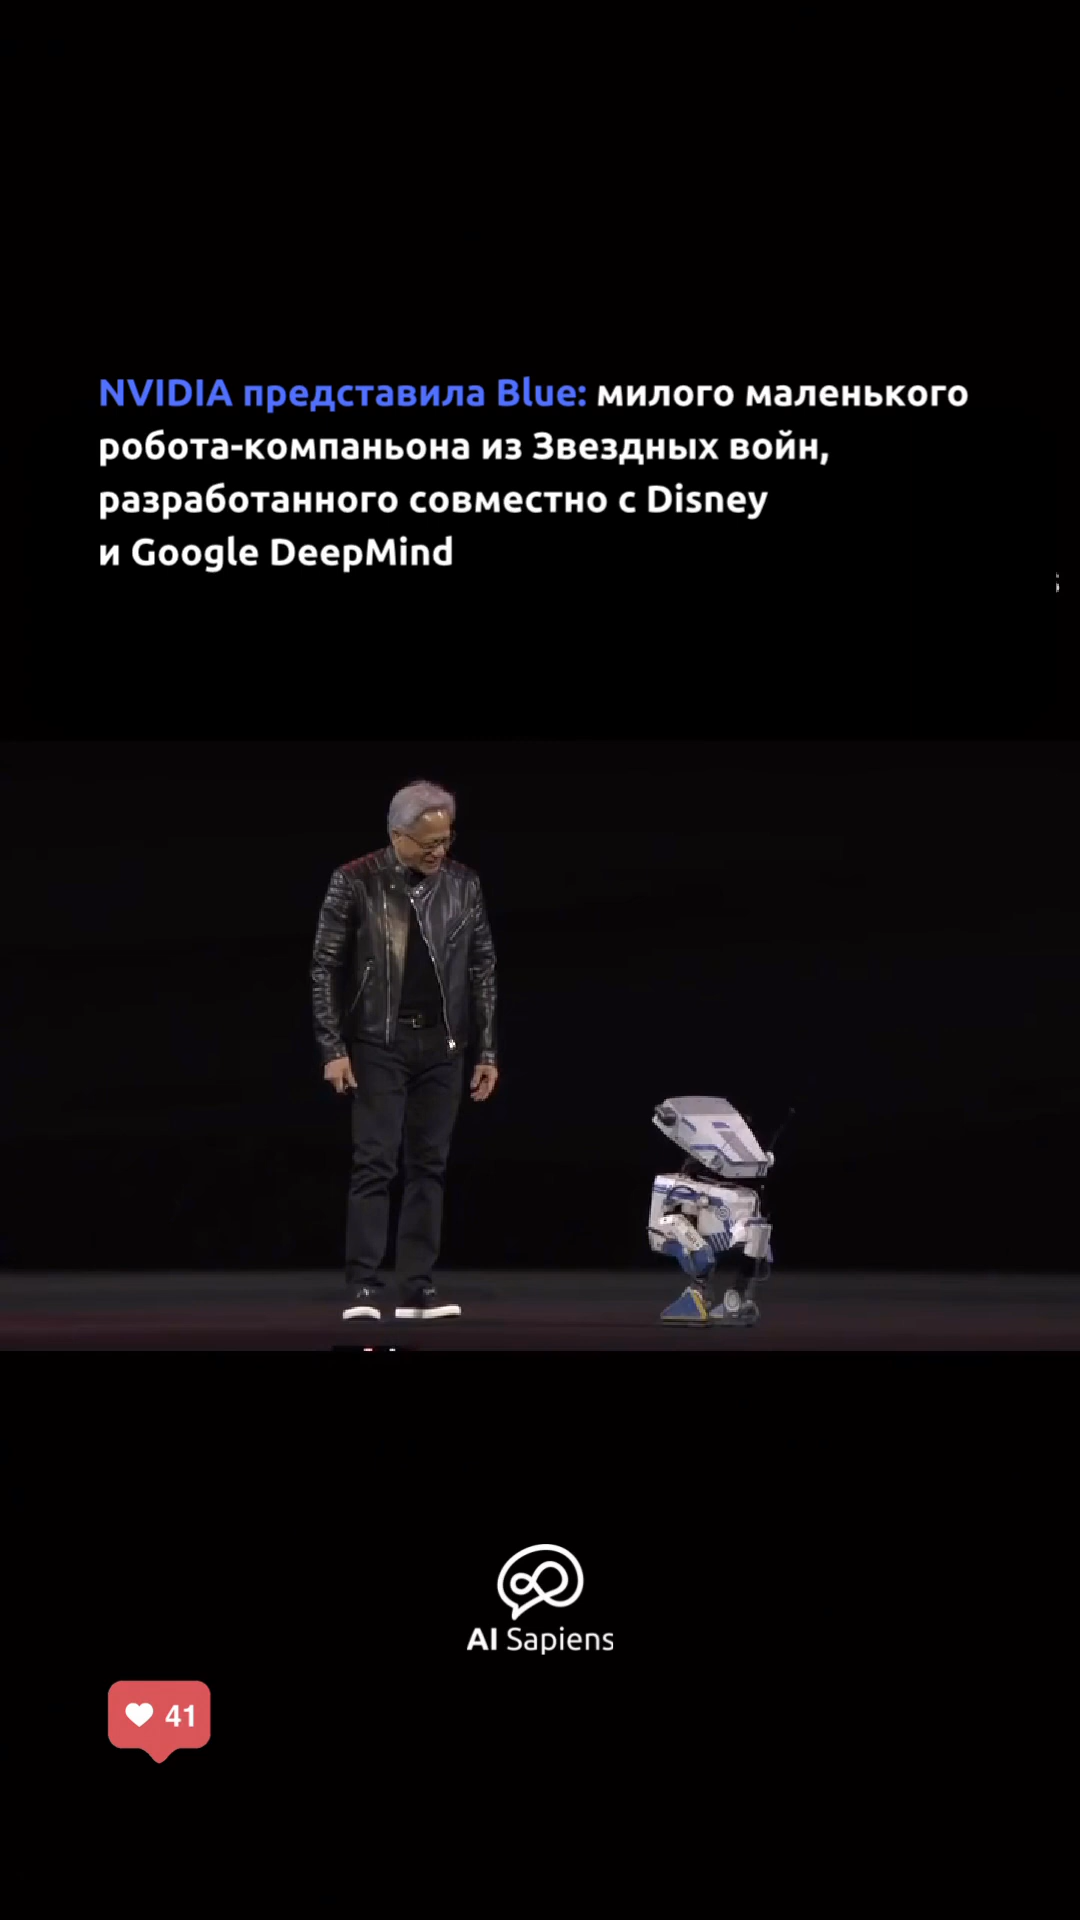 NVIDIA представила Blue: милого маленького
робота-компаньона из Звездных войн,
разработанного совместно с Disney
и Google DeepMind
AI Sapiens
41